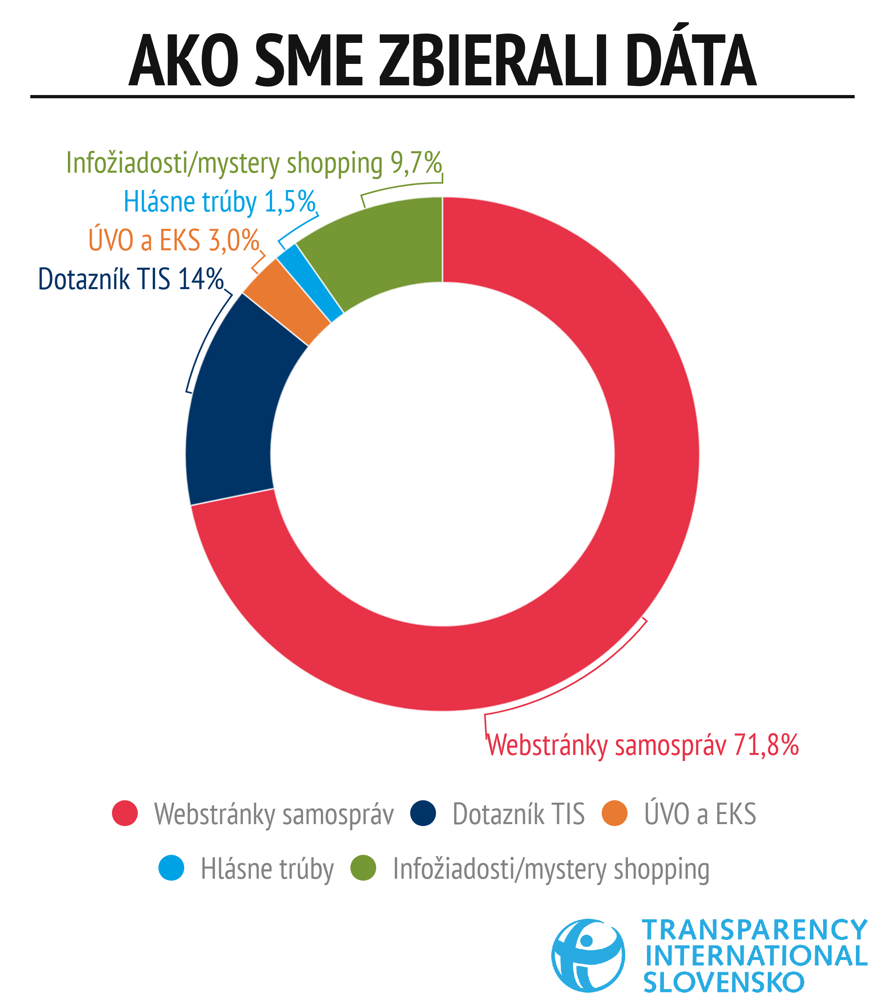 AKO SME ZBIERALI DÁTA
Infožiadosti/mystery shopping 9,7%
Hlásne trúby 1,5%
ÚVO a EKS 3,0%
Dotazník TIS 14%
Webstránky samospráv 71,8%
Webstránky samospráv Dotazník TIS ÚVO a EKS
Hlásne trúby Infožiadosti/mystery shopping
TRANSPARENCY
INTERNATIONAL
SLOVENSKO